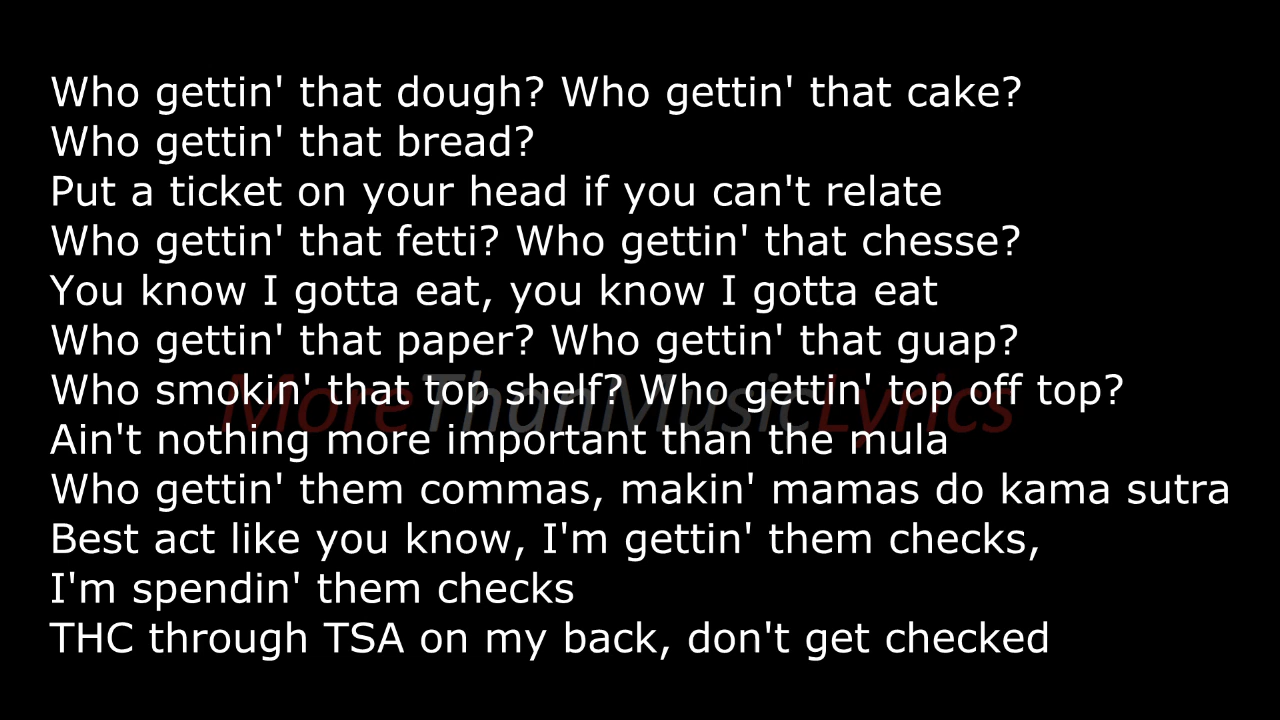 Who gettin' that dough? Who gettin' that cake?
Who gettin' that bread?
Put a ticket on your head if you can't relate
Who gettin' that fetti? Who gettin' that chesse?
You know I gotta eat, you know I gotta eat
Who gettin' that paper? Who gettin' that guap?
Who smokin' that top shelf? Who gettin' top off top?
MoreThanMusicLyrics
Ain't nothing more important than the mula
Who gettin' them commas, makin' mamas do kama sutra
Best act like you know, I'm gettin' them checks,
I'm spendin' them checks
THC through TSA on my back, don't get checked